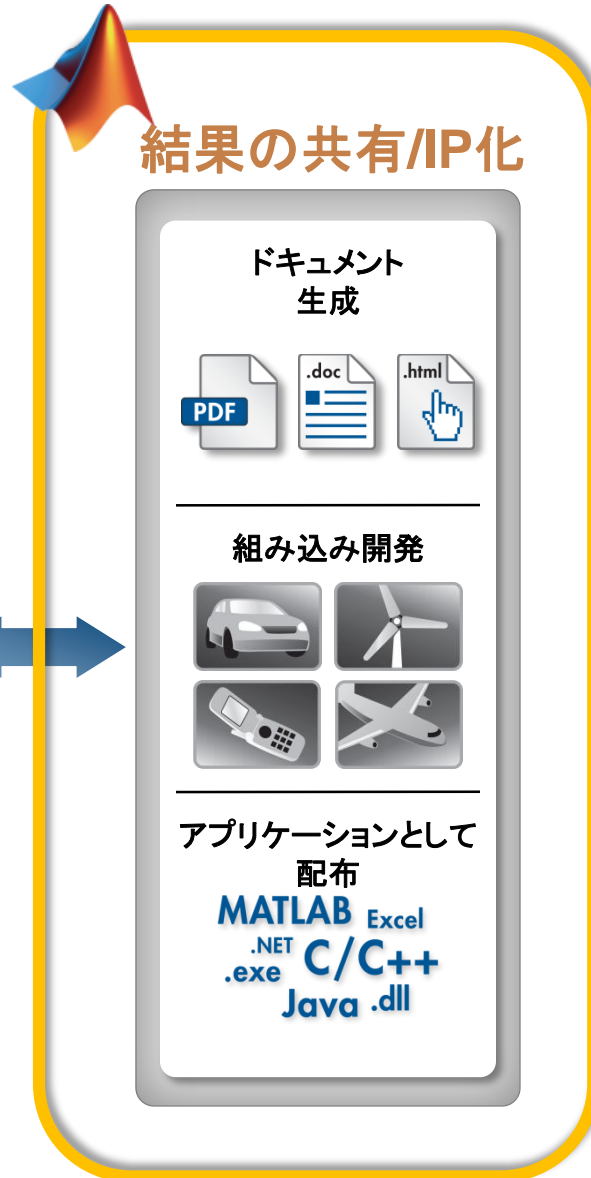 結果の共有/IP化
ドキュメント
生成
PDF
.doc
.html
組み込み開発
アプリケーションとして
配布
MATLAB Excel
.NET C/C++
.exe
Java .dll